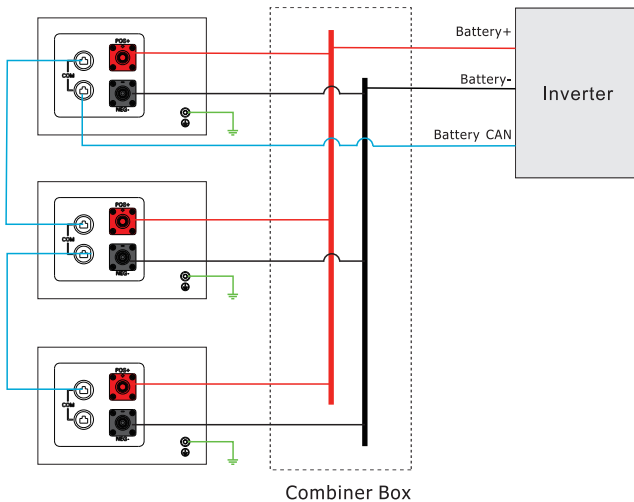 POS+
COM
NEG-
Battery+
Battery-
Battery CAN
Inverter
POS+
COM
NEG-
POS+
COM
NEG-
Combiner Box